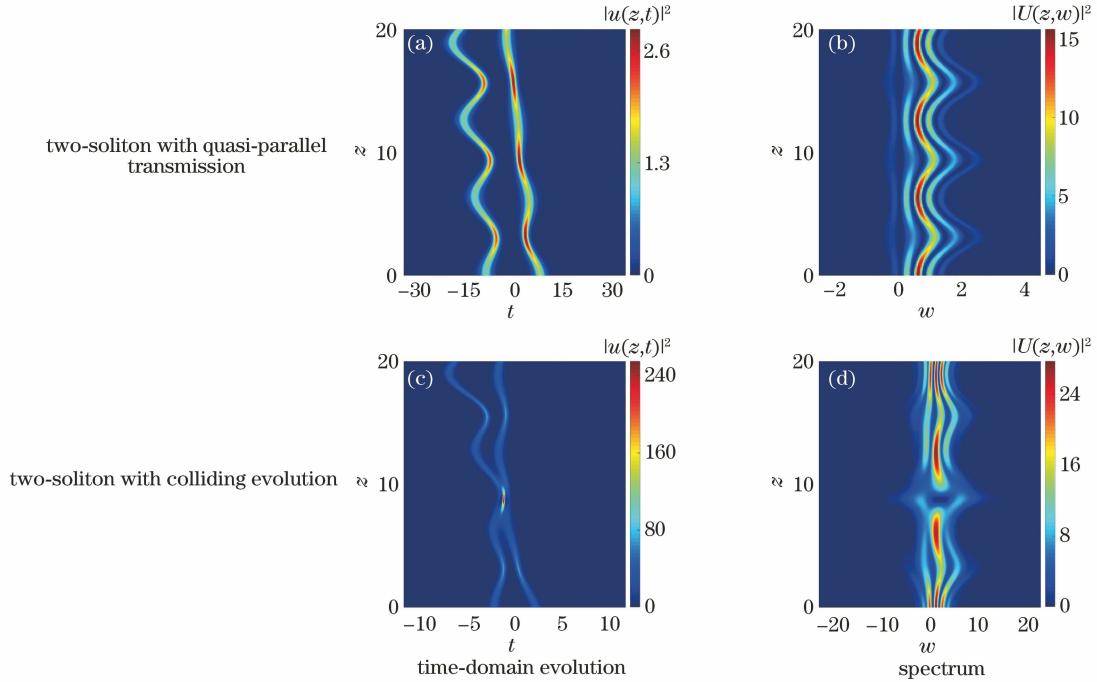 |u(z,t)|²
|U(z,w)|²
(a)
20
10
0
z
−30 −15 0 15 30
t
2.6
1.3
0
(b)
20
10
0
z
−2 0 2 4
w
15
10
5
0
two-soliton with quasi-parallel
transmission
|u(z,t)|²
|U(z,w)|²
(c)
20
10
0
z
−10 −5 0 5 10
t
240
160
80
0
(d)
20
10
0
z
−20 −10 0 10 20
w
24
16
8
0
two-soliton with colliding evolution
time-domain evolution
spectrum